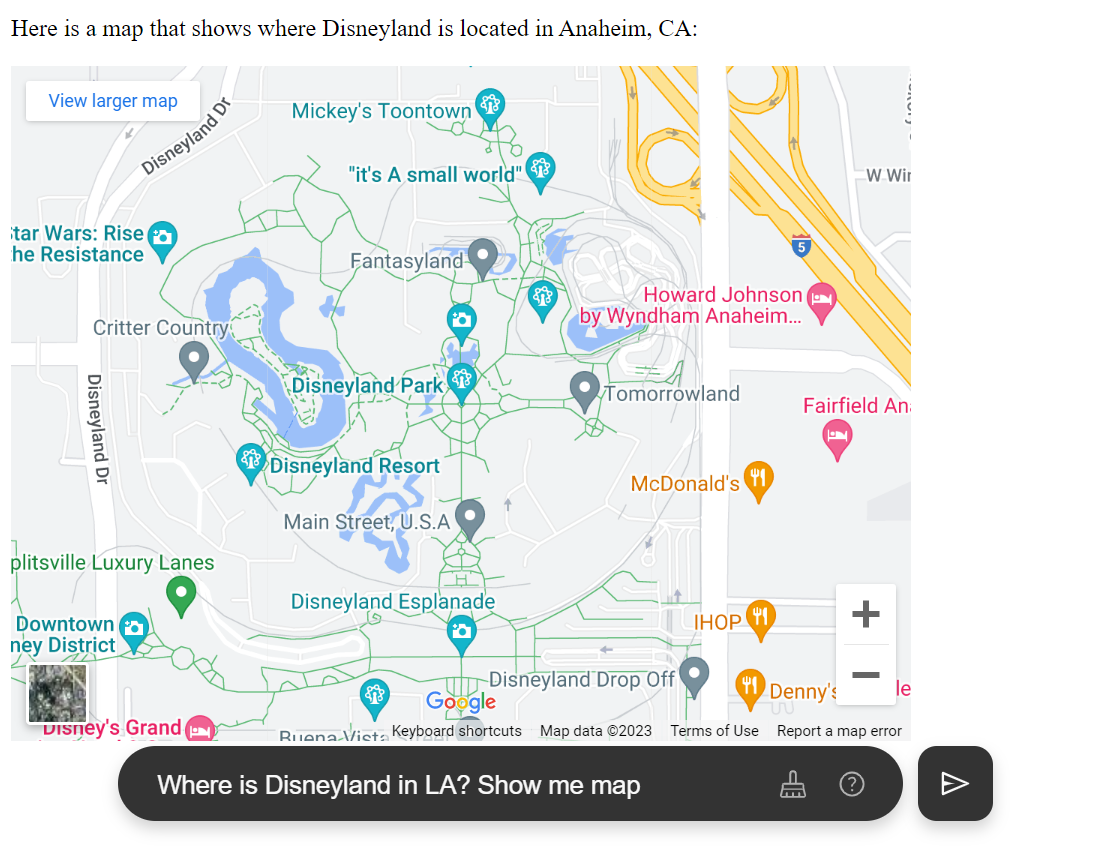 Here is a map that shows where Disneyland is located in Anaheim, CA:
View larger map
Disneyland Dr
Mickey's Toontown
"it's A small world"
W Wir
tar Wars: Rise
he Resistance
Fantasyland
5
Howard Johnson
by Wyndham Anaheim...
Critter Country
Disneyland Park
Tomorrowland
Disneyland Dr
Fairfield An
Disneyland Resort
McDonald's
Main Street, U.S.A
plitsville Luxury Lanes
Disneyland Esplanade
Downtown
ney District
IHOP
Disneyland Drop Off
Denny's
le
Google
Disney's Grand
Buena Vista Street
Keyboard shortcuts
Map data ©2023
Terms of Use
Report a map error
Where is Disneyland in LA? Show me map